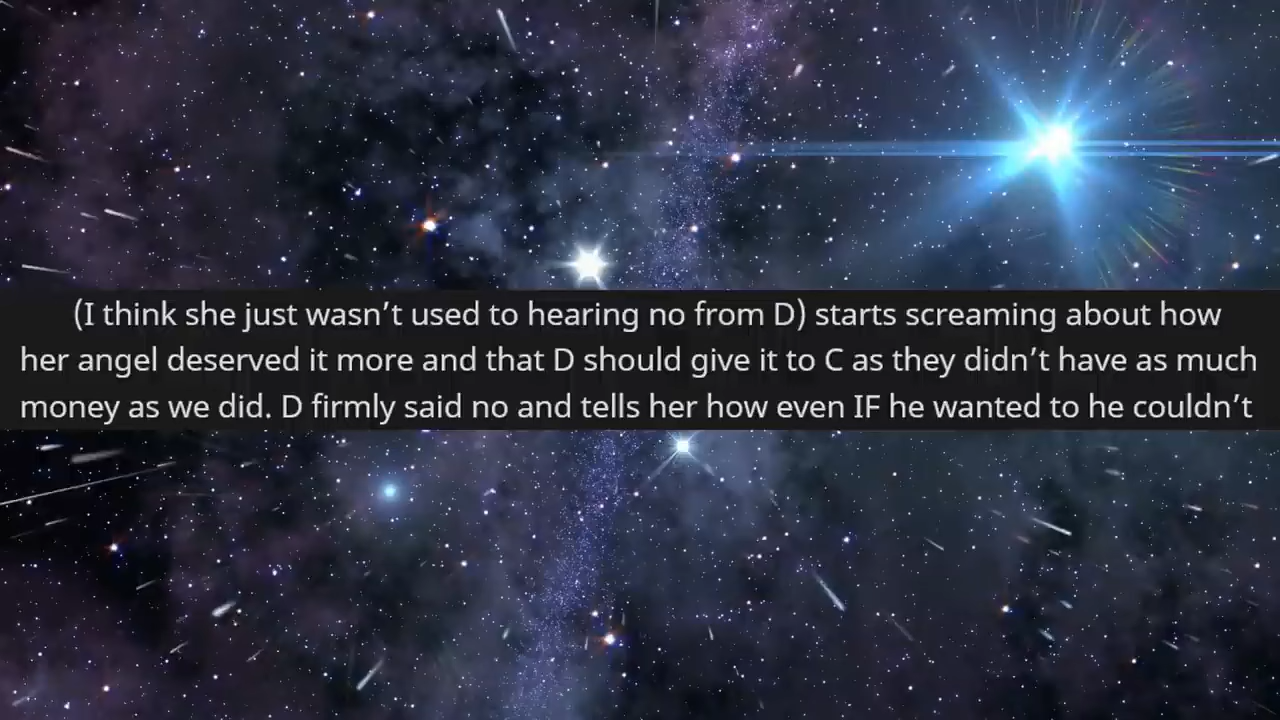 (I think she just wasn’t used to hearing no from D) starts screaming about how
her angel deserved it more and that D should give it to C as they didn’t have as much
money as we did. D firmly said no and tells her how even IF he wanted to he couldn’t